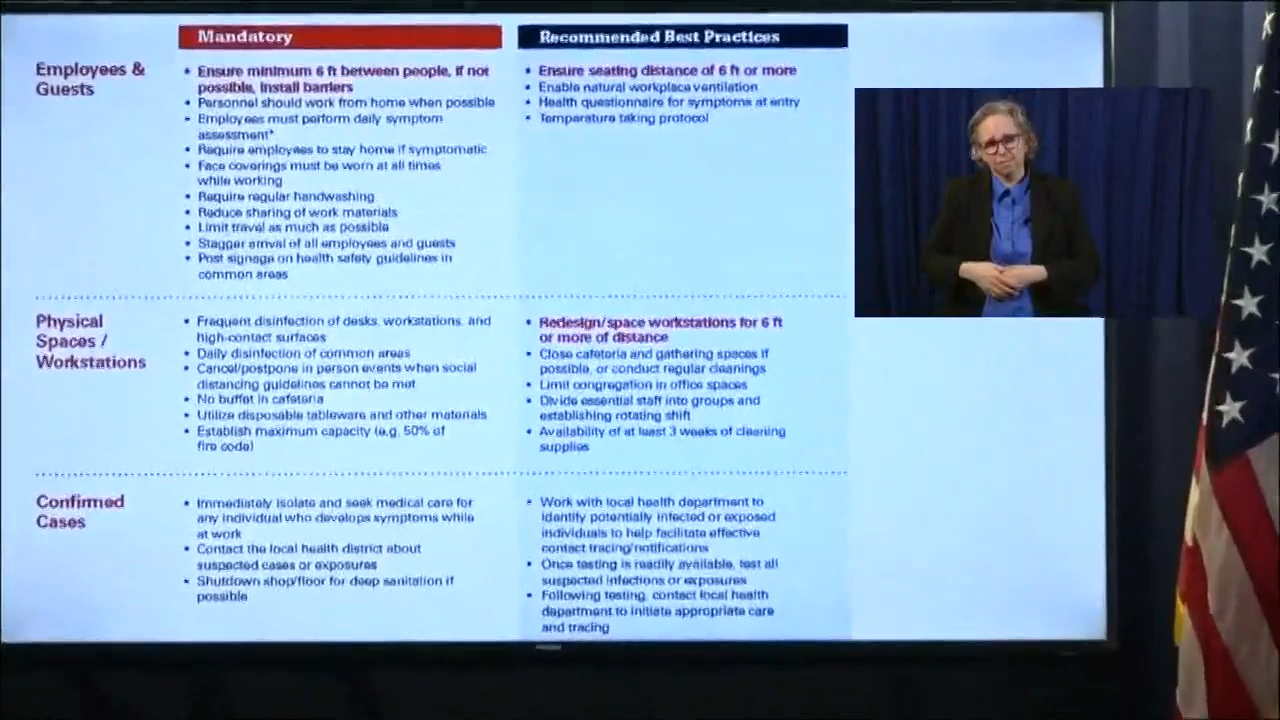 Mandatory
Recommended Best Practices
Employees &
Guests
• Ensure minimum 6 ft between people, if not
possible, install barriers
• Personnel should work from home when possible
• Employees must perform daily symptom
assessment*
• Require employees to stay home if symptomatic
• Face coverings must be worn at all times
while working
• Require regular handwashing
• Reduce sharing of work materials
• Limit travel as much as possible
• Stagger arrival of all employees and guests
• Post signage on health safety guidelines in
common areas
• Ensure seating distance of 6 ft or more
• Enable natural workplace ventilation
• Health questionnaire for symptoms at entry
• Temperature taking protocol
Physical
Spaces /
Workstations
• Frequent disinfection of desks, workstations, and
high-contact surfaces
• Daily disinfection of common areas
• Cancel/postpone in person events when social
distancing guidelines cannot be met
• No buffet in cafeteria
• Utilize disposable tableware and other materials
• Establish maximum capacity (e.g. 50% of
fire code)
• Redesign/space workstations for 6 ft
or more of distance
• Close cafeteria and gathering spaces if
possible, or conduct regular cleanings
• Limit congregation in office spaces
• Divide essential staff into groups and
establishing rotating shift
• Availability of at least 3 weeks of cleaning
supplies
Confirmed
Cases
• Immediately isolate and seek medical care for
any individual who develops symptoms while
at work
• Contact the local health district about
suspected cases or exposures
• Shutdown shop/floor for deep sanitation if
possible
• Work with local health department to
identify potentially infected or exposed
individuals to help facilitate effective
contact tracing/notifications
• Once testing is readily available, test all
suspected infections or exposures
• Following testing, contact local health
department to initiate appropriate care
and tracing